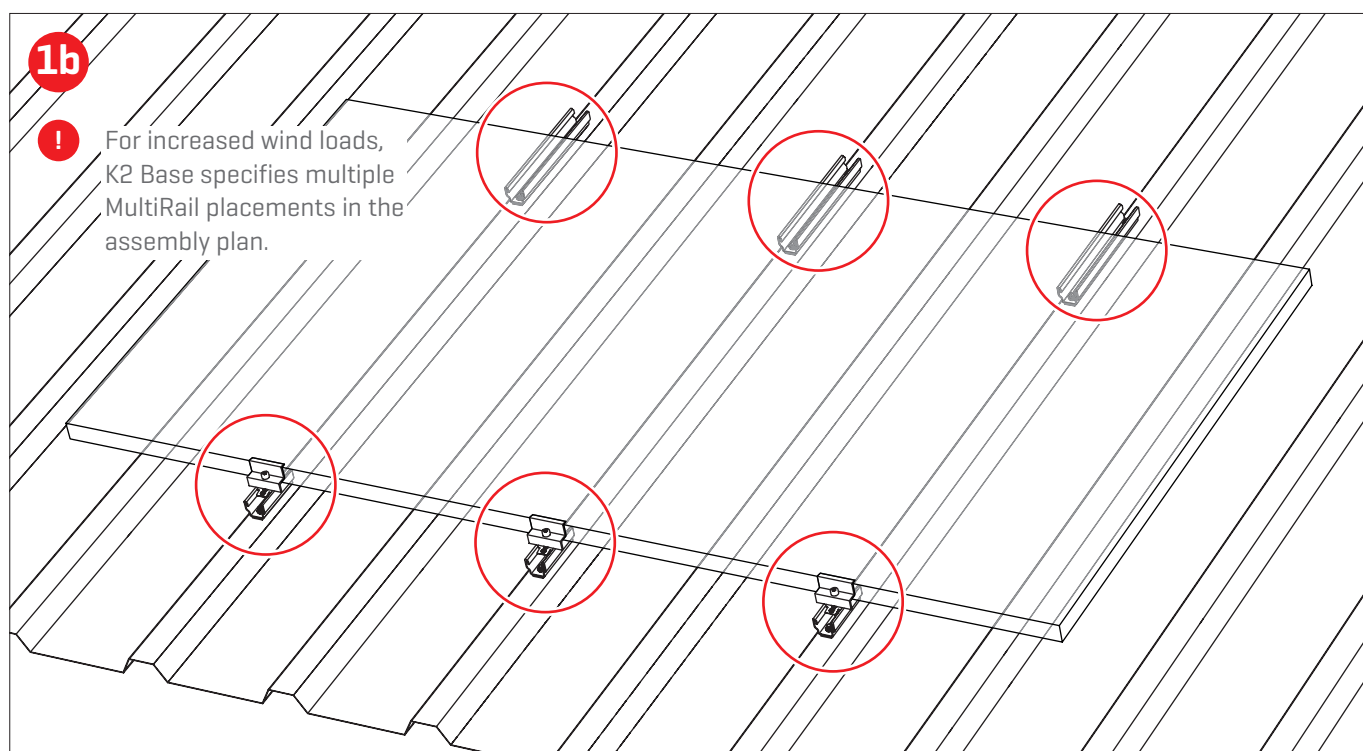 1b
!
For increased wind loads,
K2 Base specifies multiple
MultiRail placements in the
assembly plan.